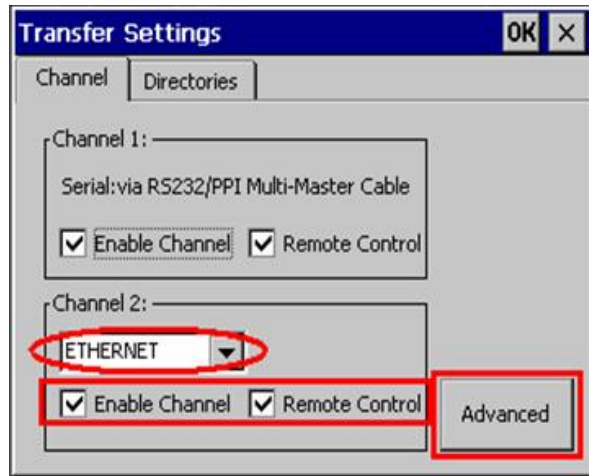 Transfer Settings OK ×
Channel Directories
Channel 1:
Serial:via RS232/PPI Multi-Master Cable
Enable Channel Remote Control
Channel 2:
ETHERNET
Enable Channel Remote Control
Advanced